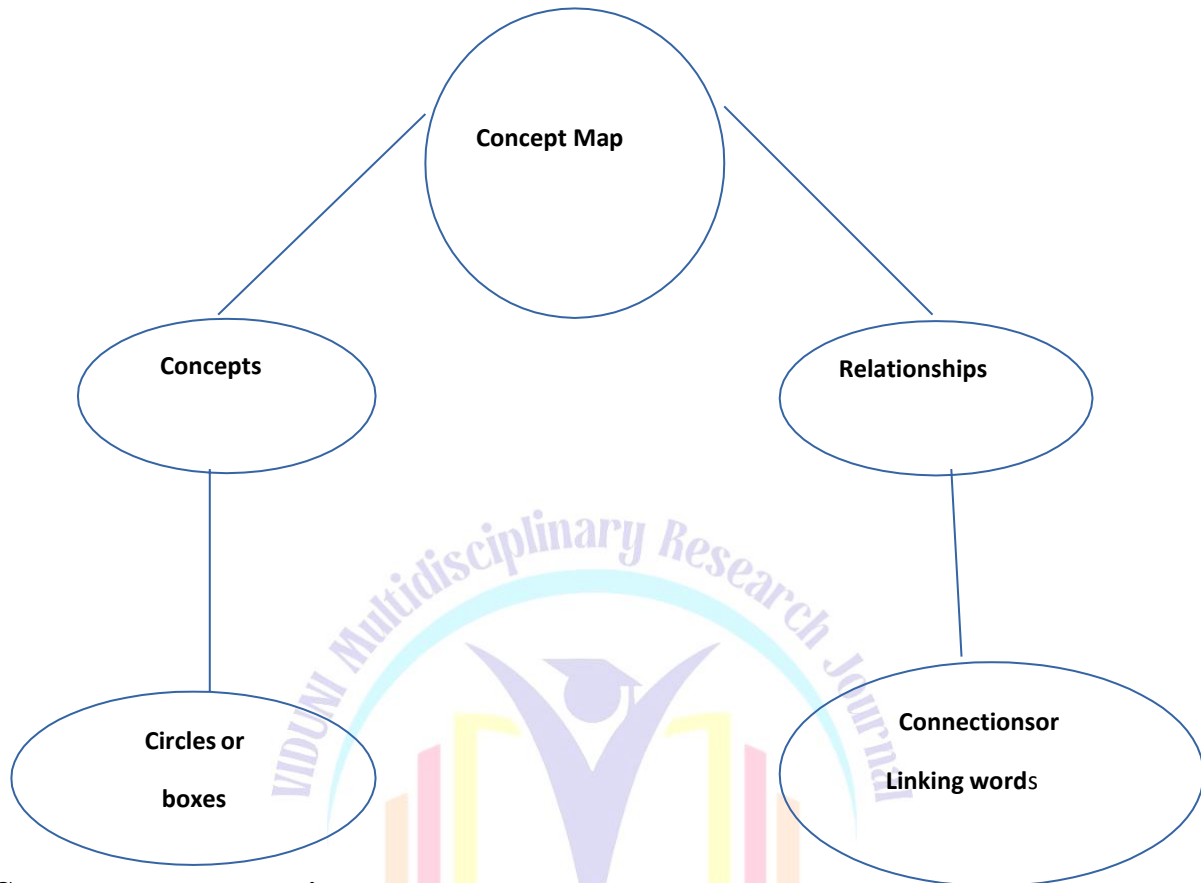 Concept Map
Concepts
Relationships
VIDUNI Multidisciplinary Research Journal
Circles or
boxes
Connectionsor
Linking words